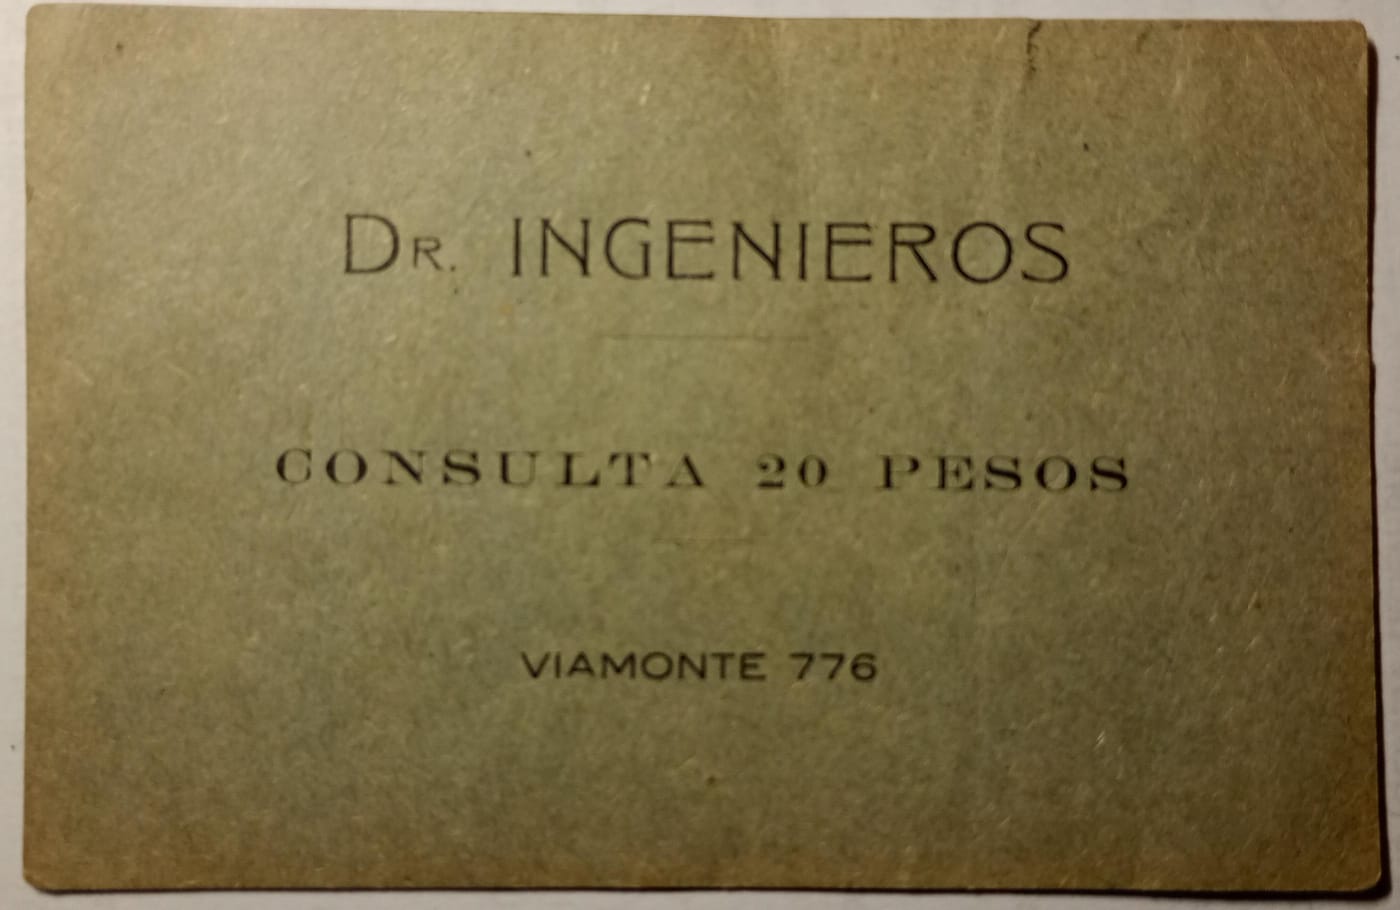 Dr. INGENIEROS
CONSULTA 20 PESOS
VIAMONTE 776